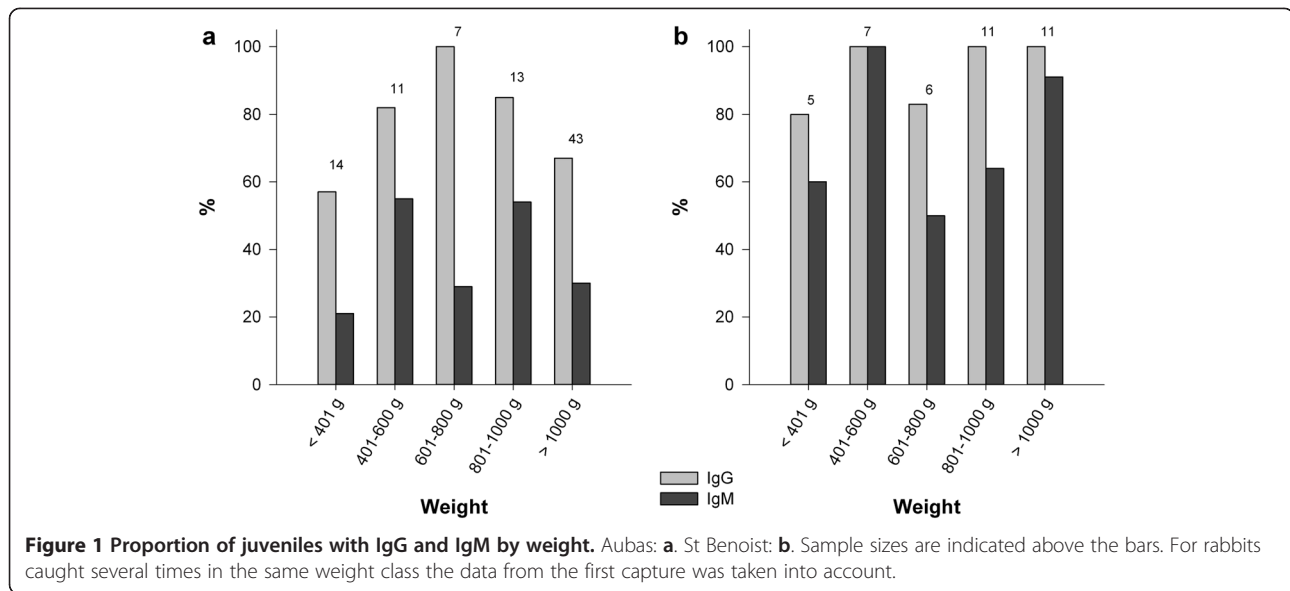 a
b
100
80
60
40
20
0
%
14
11
7
13
43
< 401 g
401-600 g
601-800 g
801-1000 g
> 1000 g
Weight
100
80
60
40
20
0
%
5
7
6
11
11
< 401 g
401-600 g
601-800 g
801-1000 g
> 1000 g
Weight
IgG
IgM
Figure 1 Proportion of juveniles with IgG and IgM by weight. Aubas: a. St Benoist: b. Sample sizes are indicated above the bars. For rabbits
caught several times in the same weight class the data from the first capture was taken into account.